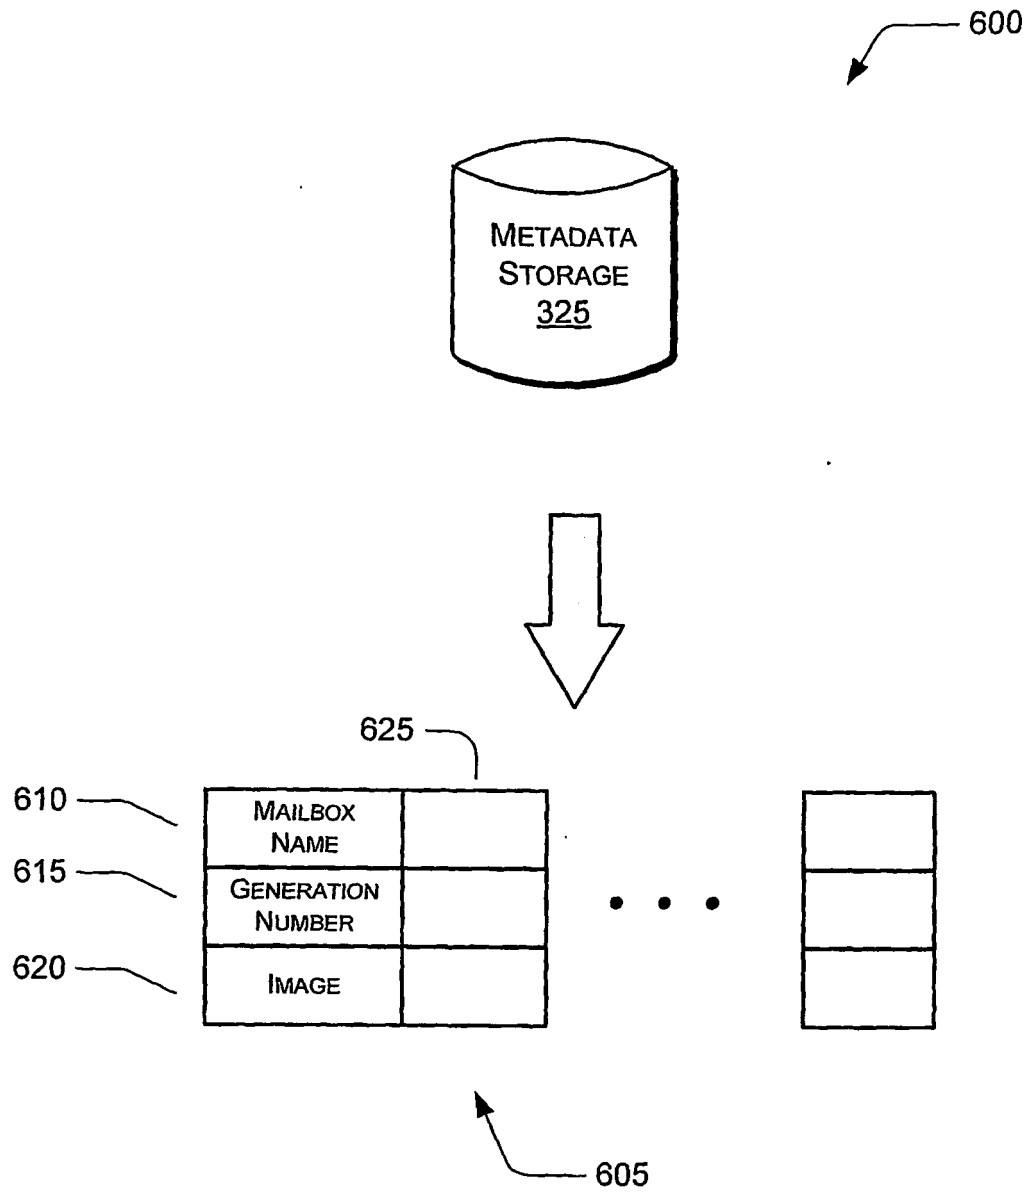 600
METADATA
STORAGE
325
625
610
MAILBOX
NAME
615
GENERATION
NUMBER
620
IMAGE
605